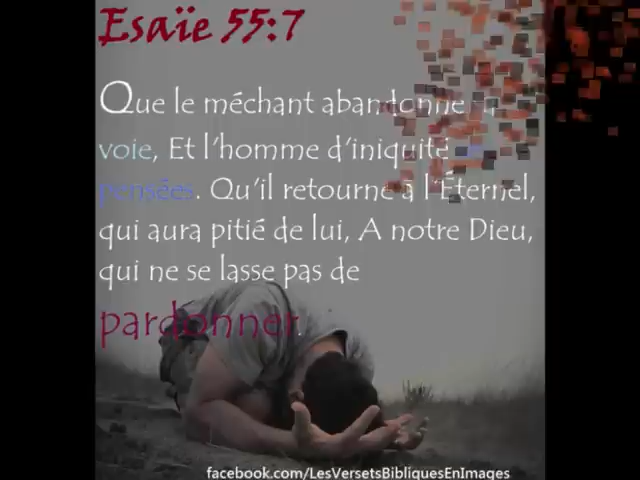 Esaïe 55:7
Que le méchant abandonne
voie, Et l'homme d'iniquité
pensées. Qu'il retourne à l'Éternel,
qui aura pitié de lui, A notre Dieu,
qui ne se lasse pas de
pardonner.
facebook.com/LesVersetsBibliquesEnImages